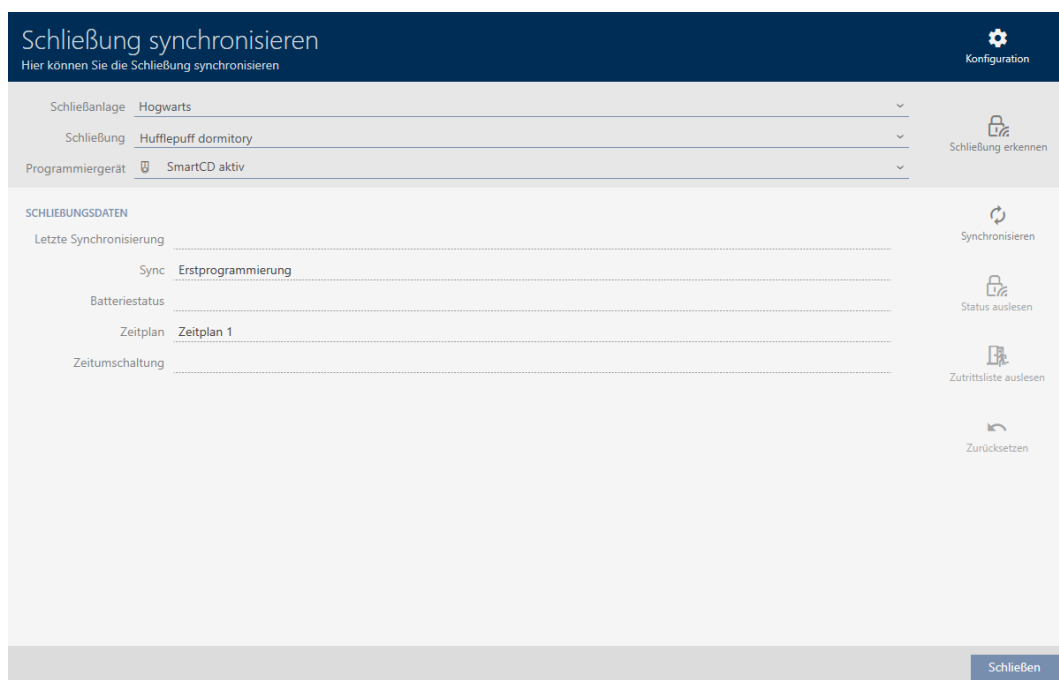 Schließung synchronisieren
Hier können Sie die Schließung synchronisieren
Konfiguration
Schließanlage Hogwarts
Schließung Hufflepuff dormitory
Programmiergerät SmartCD aktiv
Schließung erkennen
SCHLIEßUNGSDATEN
Letzte Synchronisierung
Sync Erstprogrammierung
Batteriestatus
Zeitplan Zeitplan 1
Zeitumschaltung
Synchronisieren
Status auslesen
Zutrittsliste auslesen
Zurücksetzen
Schließen